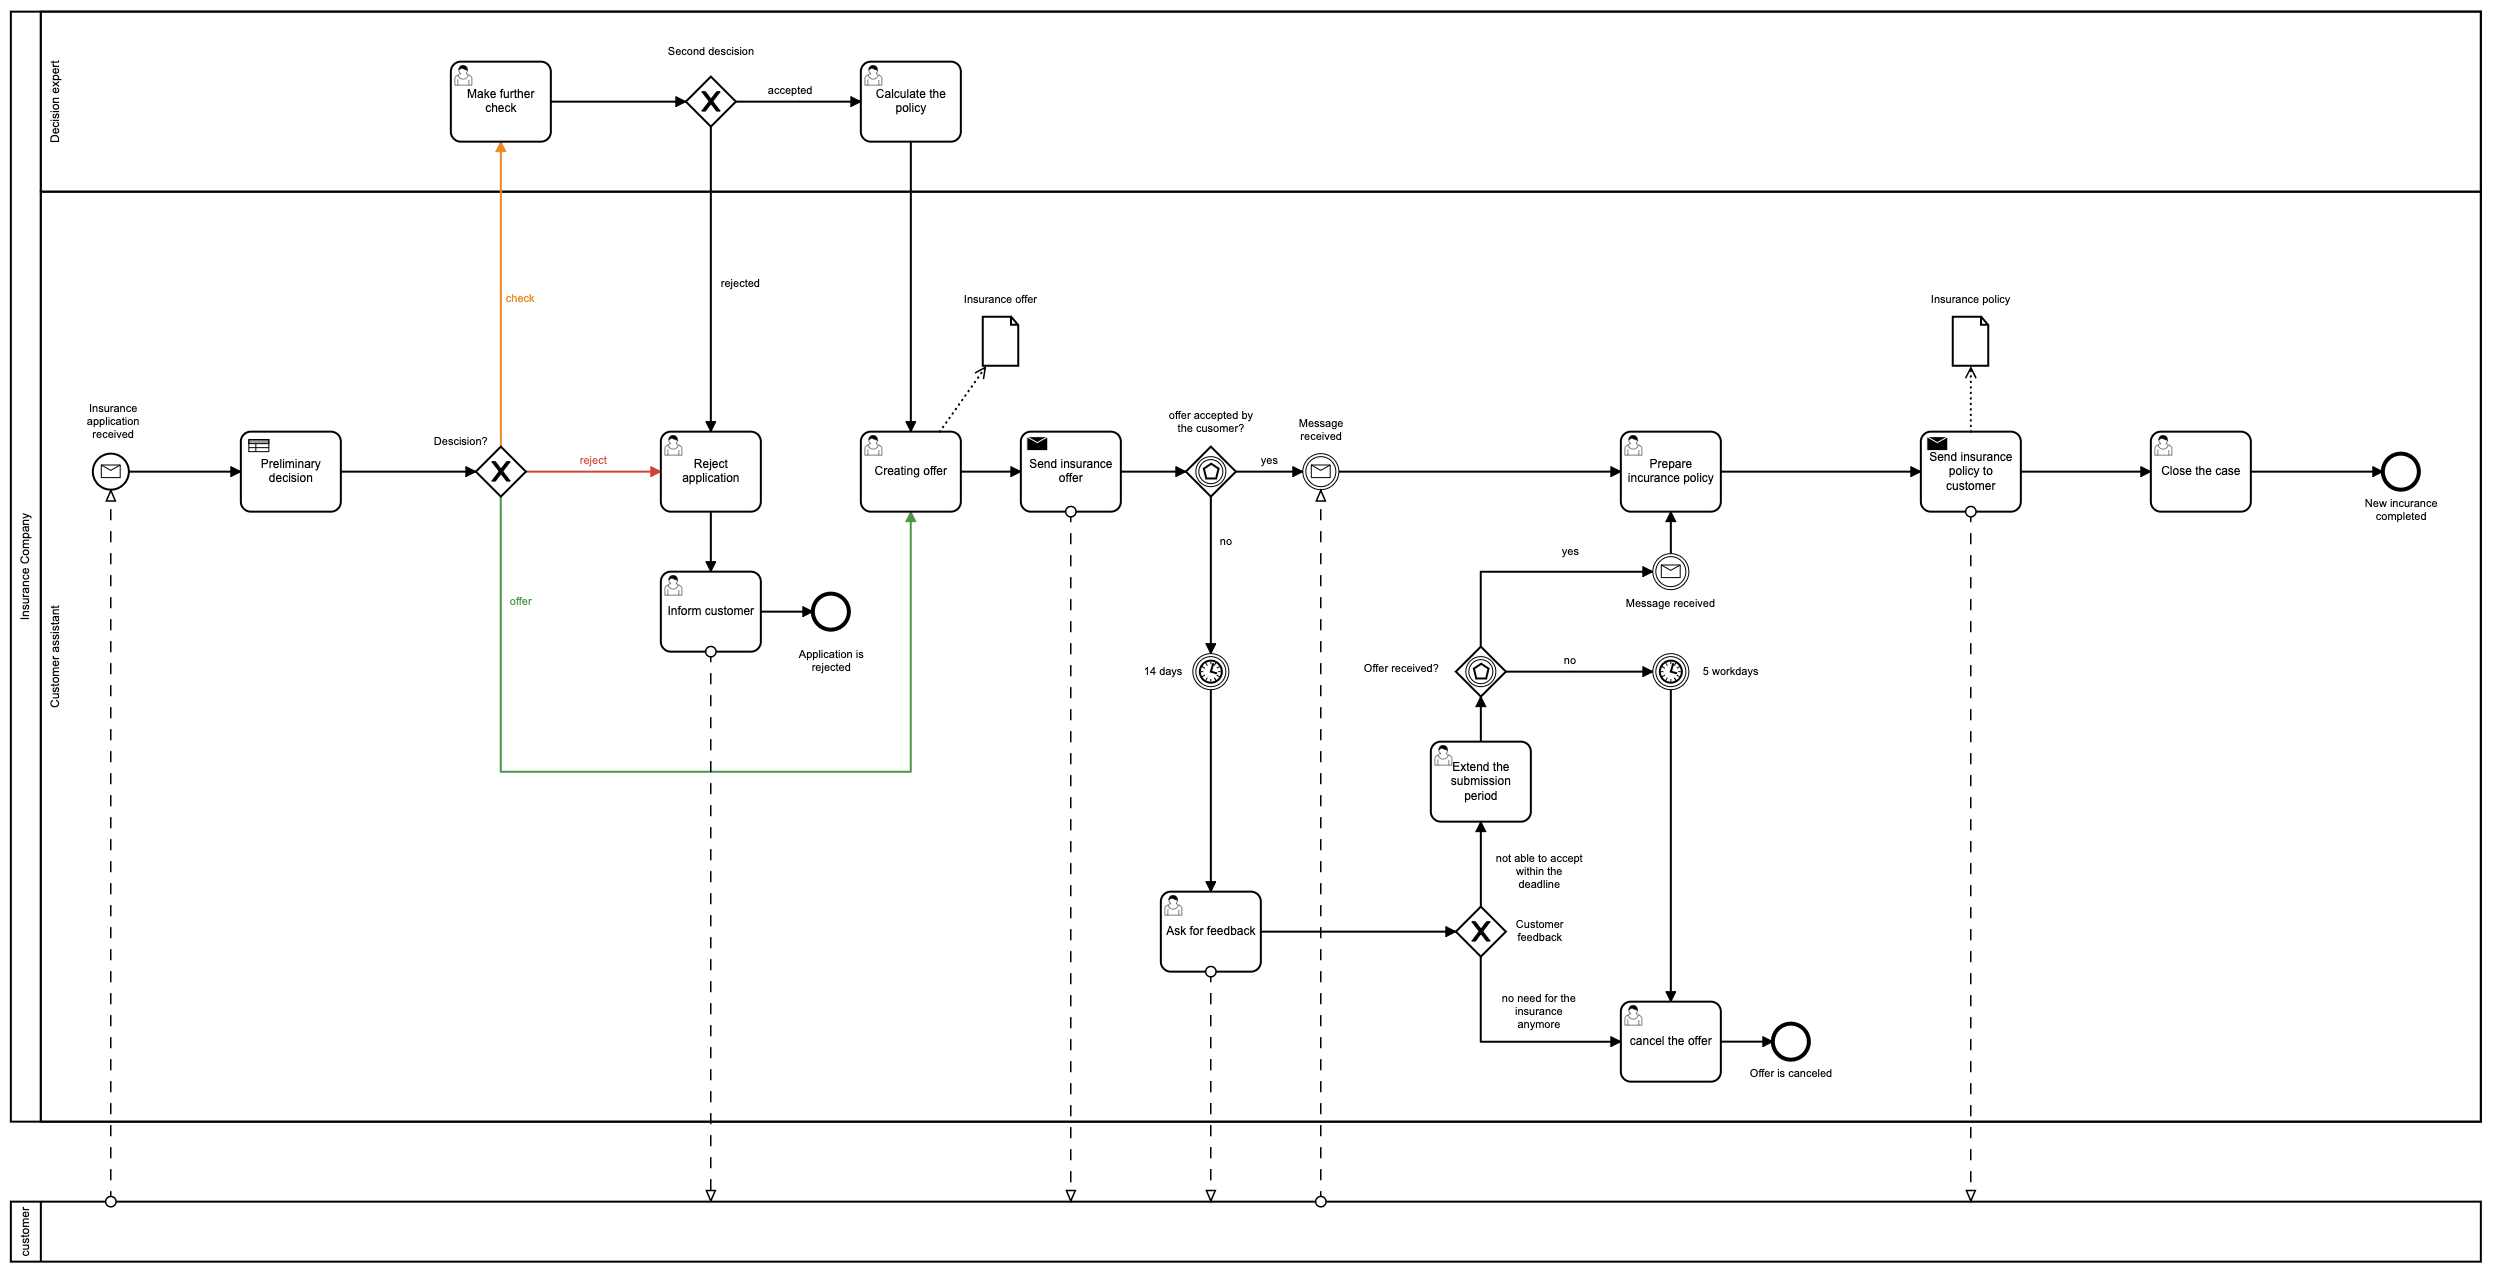 Insurance Company
Decision expert
Make further
check
Second descision
accepted
Calculate the
policy
Customer assistant
check
rejected
Insurance offer
Insurance policy
Insurance
application
received
Preliminary
decision
Descision?
reject
Reject
application
Creating offer
Send insurance
offer
offer accepted by
the cusomer?
yes
Message
received
Prepare
incurance policy
Send insurance
policy to
customer
Close the case
New incurance
completed
no
yes
Message received
offer
Inform customer
Application is
rejected
14 days
Offer received?
no
5 workdays
Extend the
submission
period
not able to accept
within the
deadline
Ask for feedback
Customer
feedback
no need for the
insurance
anymore
cancel the offer
Offer is canceled
customer